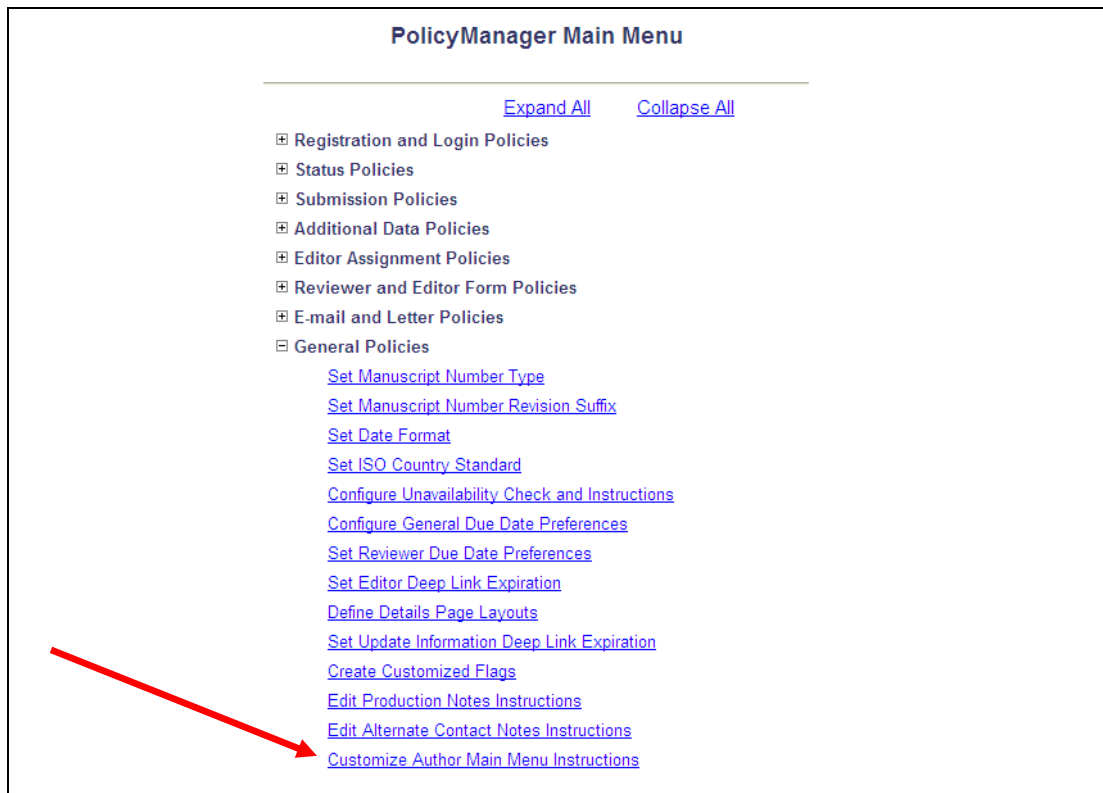 PolicyManager Main Menu
Expand All Collapse All
Registration and Login Policies
Status Policies
Submission Policies
Additional Data Policies
Editor Assignment Policies
Reviewer and Editor Form Policies
E-mail and Letter Policies
General Policies
Set Manuscript Number Type
Set Manuscript Number Revision Suffix
Set Date Format
Set ISO Country Standard
Configure Unavailability Check and Instructions
Configure General Due Date Preferences
Set Reviewer Due Date Preferences
Set Editor Deep Link Expiration
Define Details Page Layouts
Set Update Information Deep Link Expiration
Create Customized Flags
Edit Production Notes Instructions
Edit Alternate Contact Notes Instructions
Customize Author Main Menu Instructions